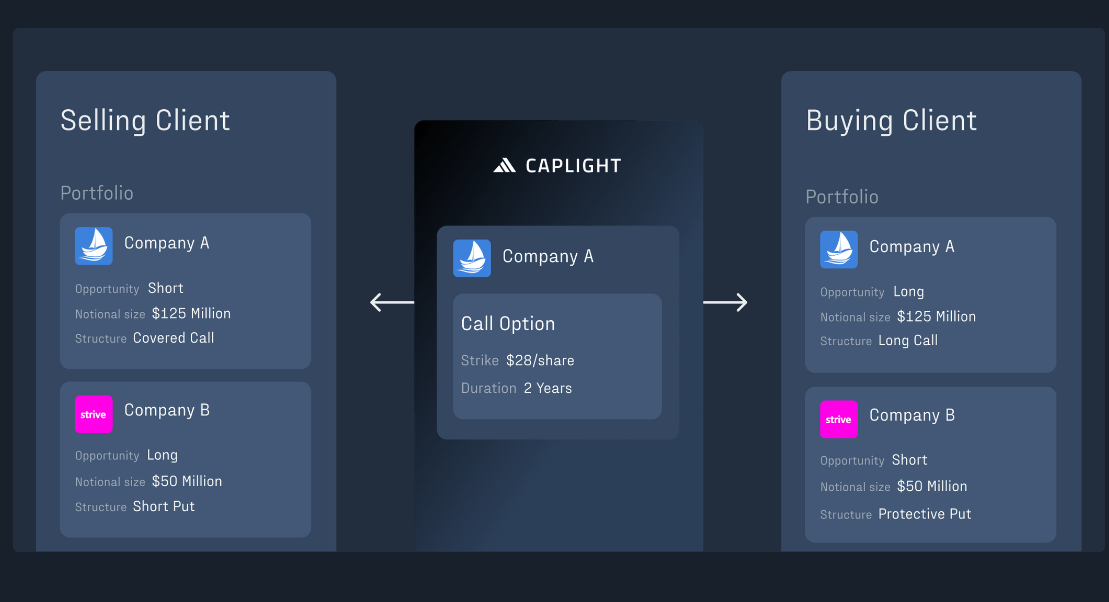 Selling Client
Portfolio
Company A
Opportunity Short
Notional size $125 Million
Structure Covered Call
strive
Company B
Opportunity Long
Notional size $50 Million
Structure Short Put
CAPLIGHT
Company A
Call Option
Strike $28/share
Duration 2 Years
Buying Client
Portfolio
Company A
Opportunity Long
Notional size $125 Million
Structure Long Call
strive
Company B
Opportunity Short
Notional size $50 Million
Structure Protective Put